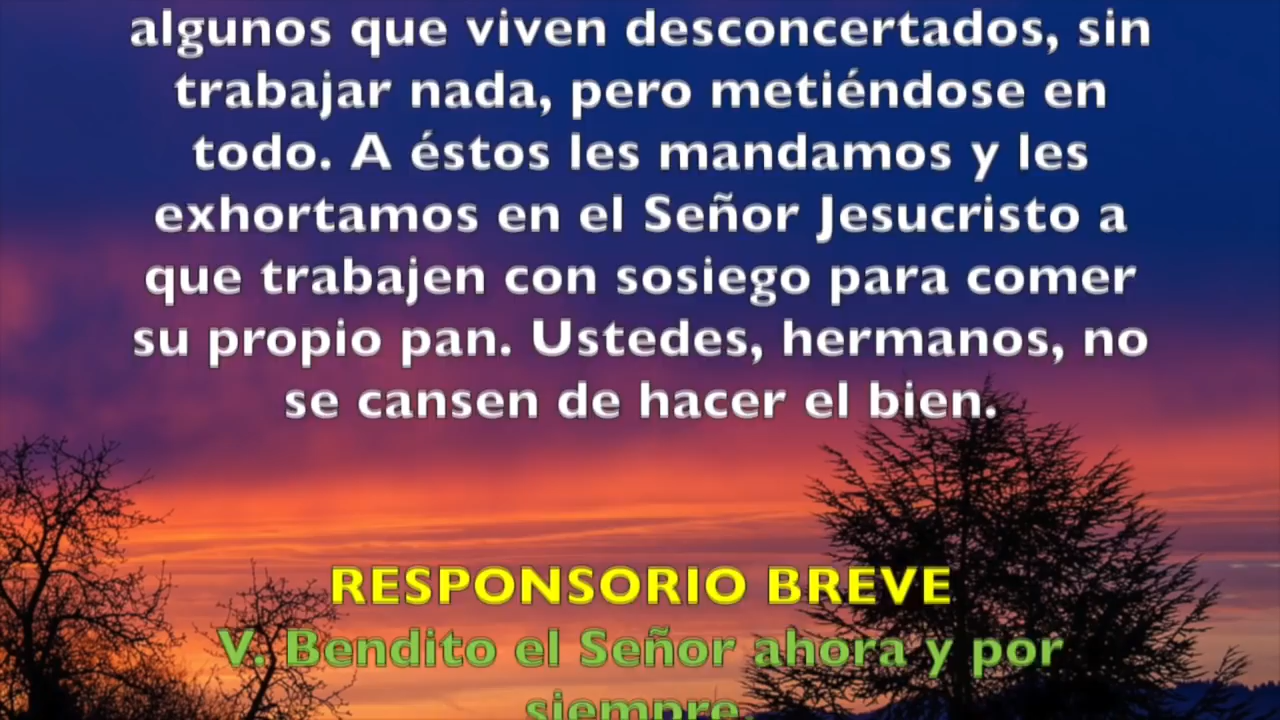 algunos que viven desconcertados, sin
trabajar nada, pero metiéndose en
todo. A éstos les mandamos y les
exhortamos en el Señor Jesucristo a
que trabajen con sosiego para comer
su propio pan. Ustedes, hermanos, no
se cansen de hacer el bien.
RESPONSORIO BREVE
V. Bendito el Señor ahora y por
siempre.